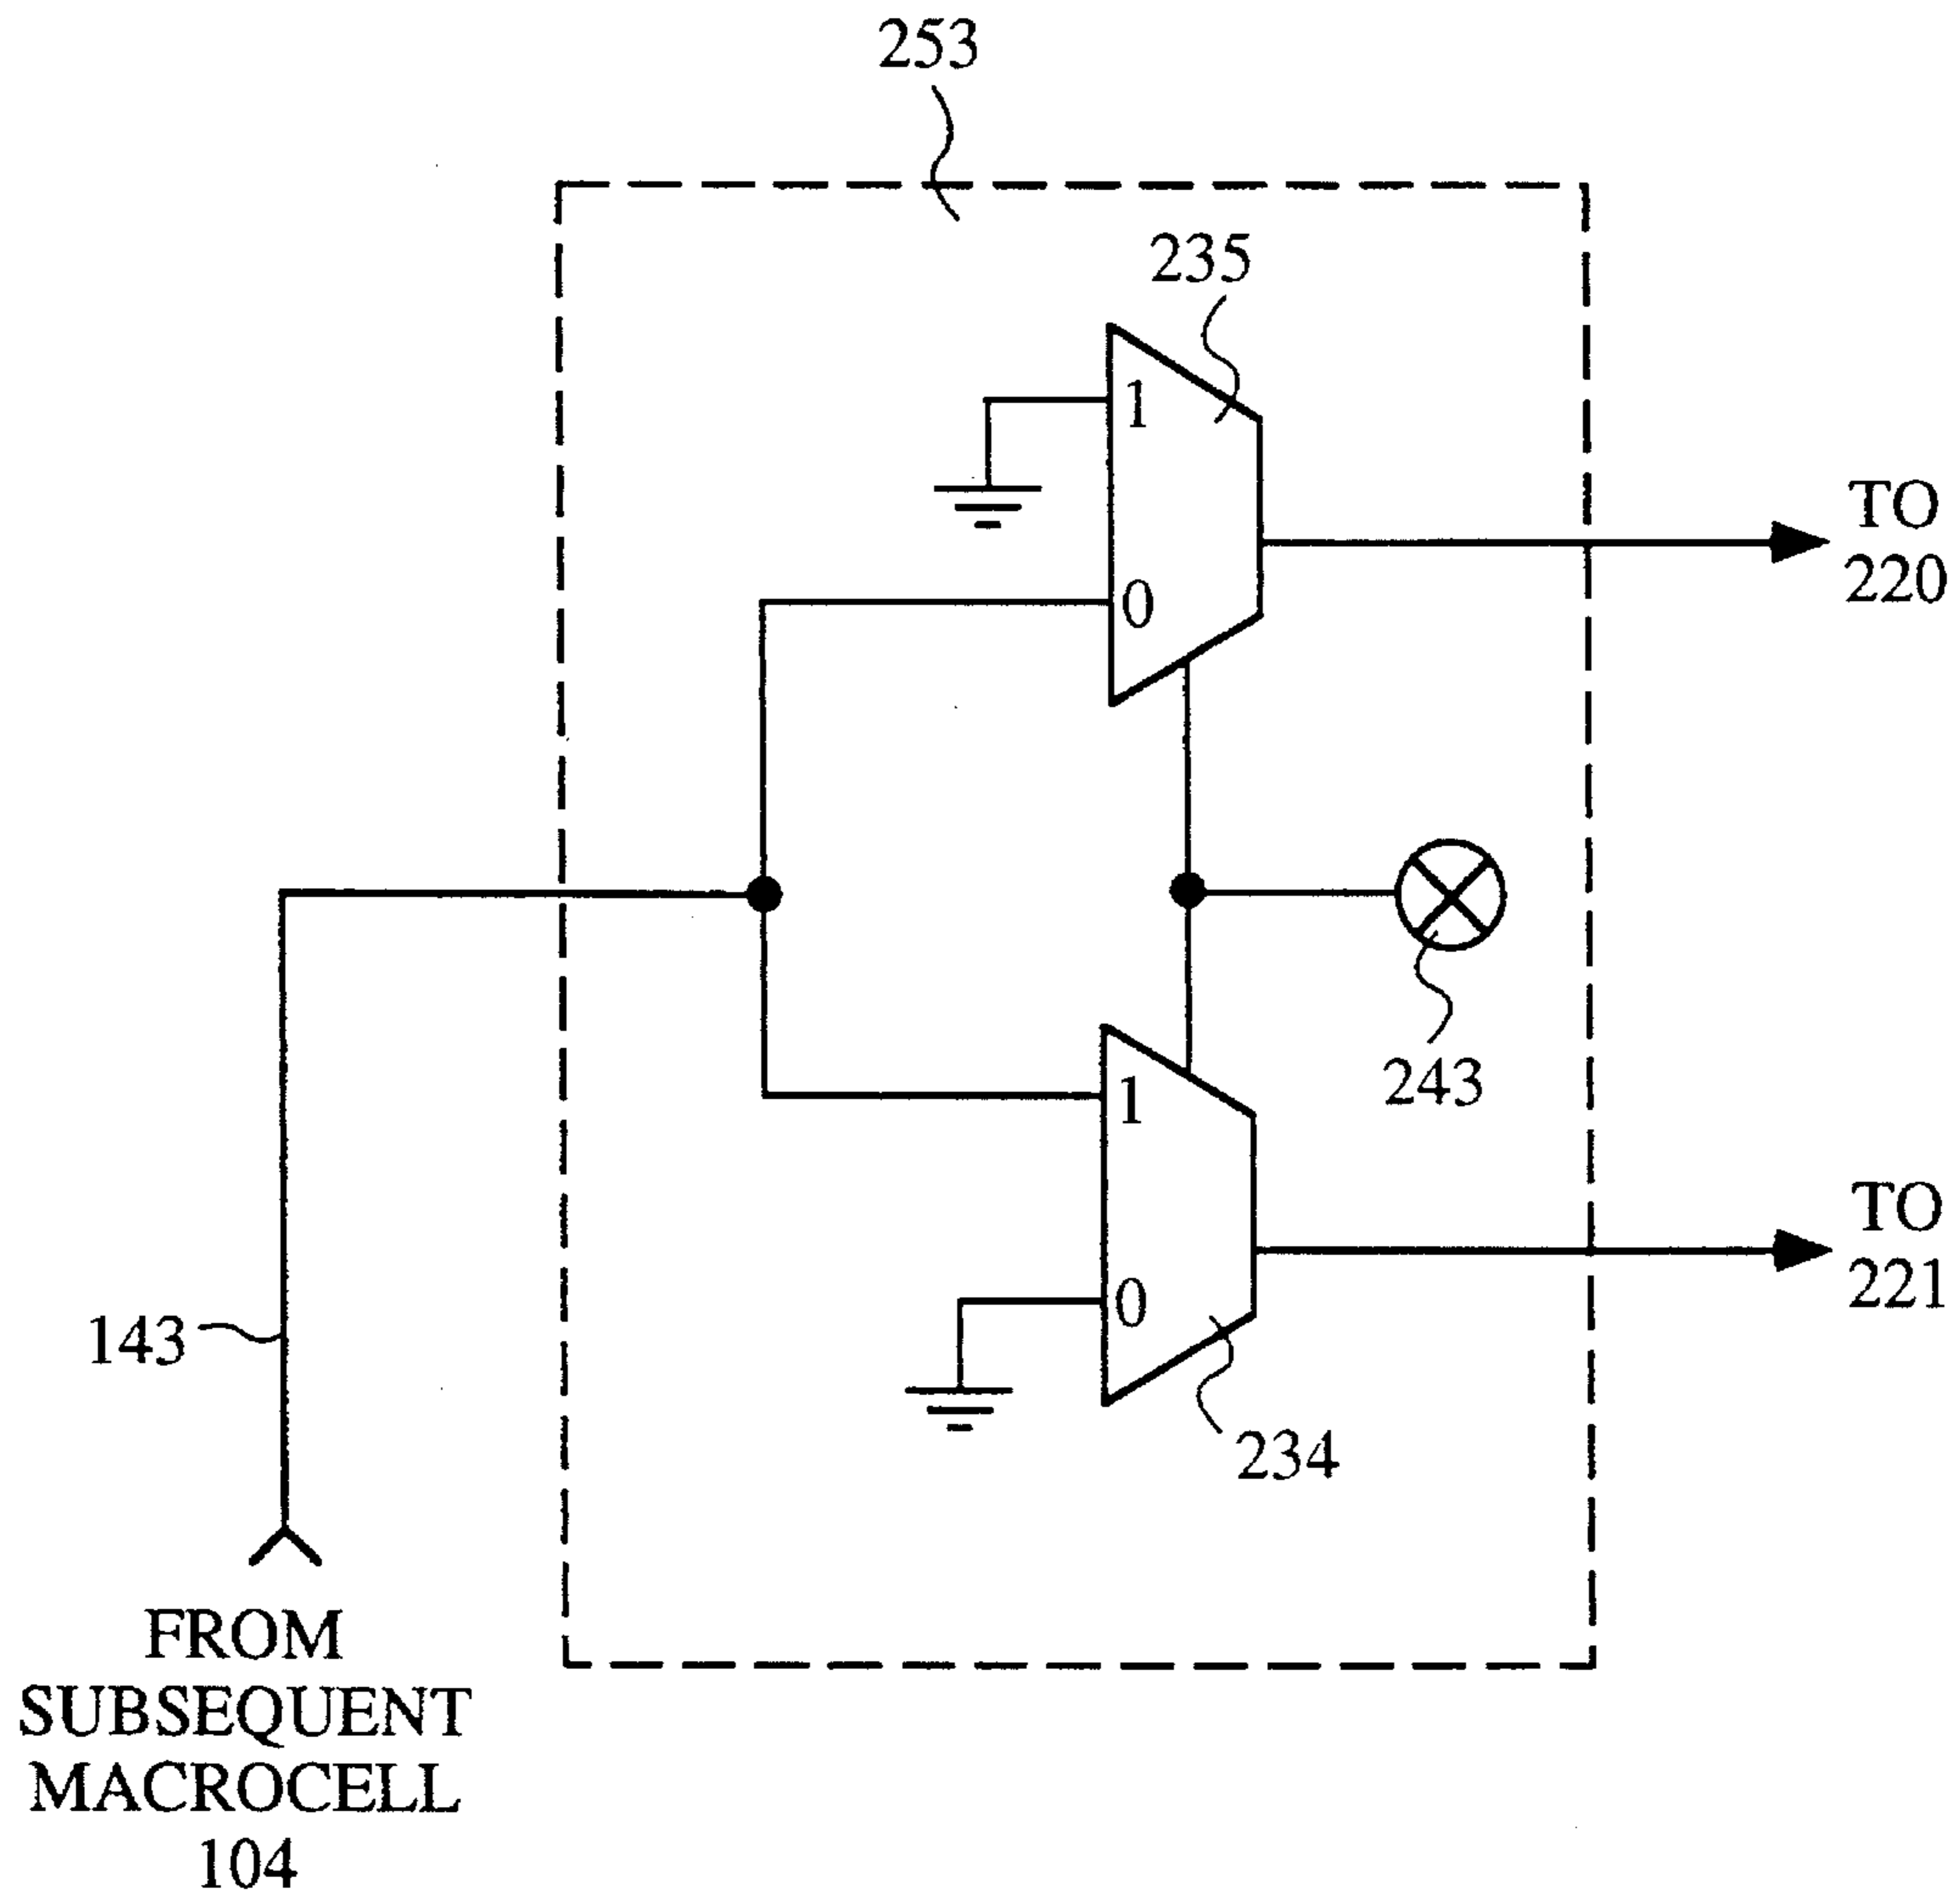 253
235
1
TO
220
0
243
1
TO
221
0
143
234
FROM
SUBSEQUENT
MACROCELL
104